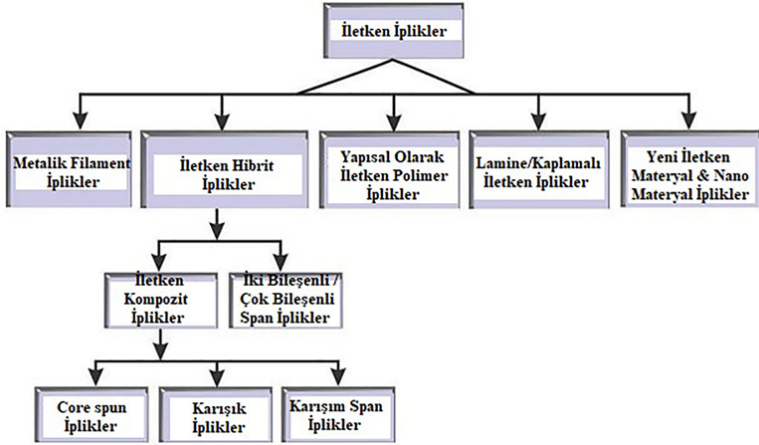 İletken İplikler
Metalik Filament
İplikler
İletken Hibrit
İplikler
Yapısal Olarak
İletken Polimer
İplikler
Lamine/Kaplamalı
İletken İplikler
Yeni İletken
Materyal & Nano
Materyal İplikler
İletken
Kompozit
İplikler
İki Bileşenli /
Çok Bileşenli
Span İplikler
Core spun
İplikler
Karışık
İplikler
Karışım Span
İplikler